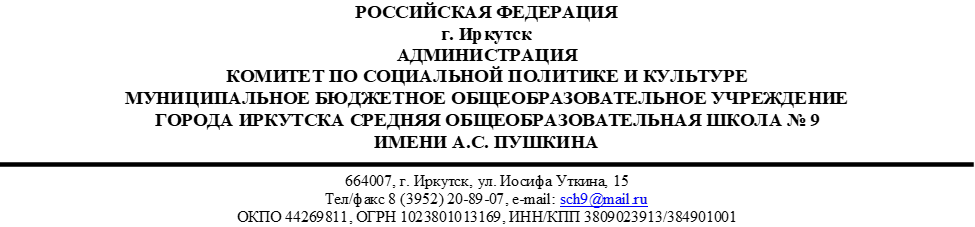 РОССИЙСКАЯ ФЕДЕРАЦИЯ
г. Иркутск
АДМИНИСТРАЦИЯ
КОМИТЕТ ПО СОЦИАЛЬНОЙ ПОЛИТИКЕ И КУЛЬТУРЕ
МУНИЦИПАЛЬНОЕ БЮДЖЕТНОЕ ОБЩЕОБРАЗОВАТЕЛЬНОЕ УЧРЕЖДЕНИЕ
ГОРОДА ИРКУТСКА СРЕДНЯЯ ОБЩЕОБРАЗОВАТЕЛЬНАЯ ШКОЛА № 9
ИМЕНИ А.С. ПУШКИНА
664007, г. Иркутск, ул. Иосифа Уткина, 15
Тел/факс 8 (3952) 20-89-07, e-mail: sch9@mail.ru
ОКПО 44269811, ОГРН 1023801013169, ИНН/КПП 3809023913/384901001